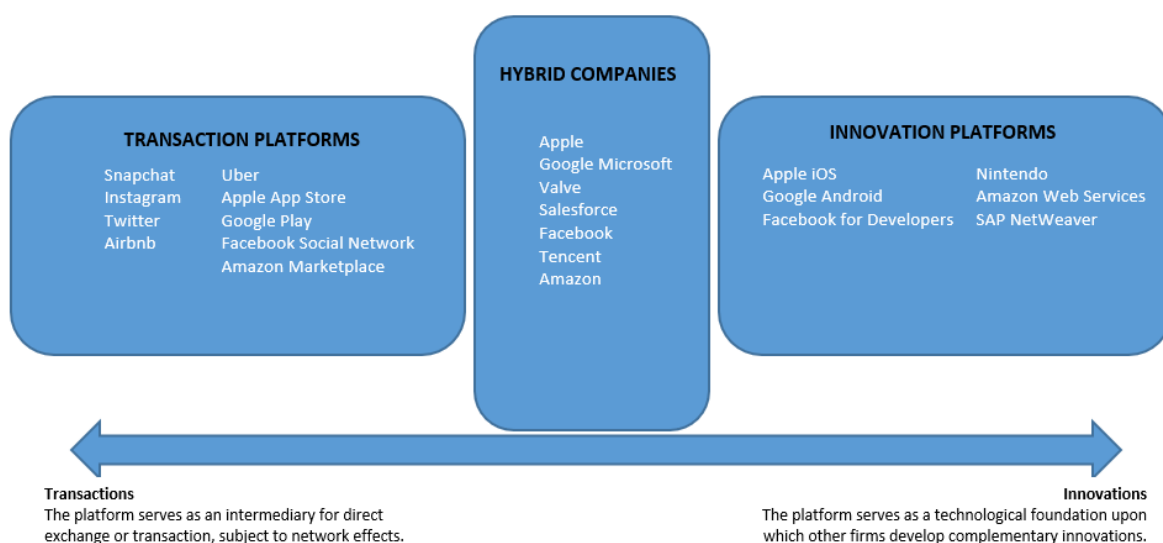 HYBRID COMPANIES
Apple
Google Microsoft
Valve
Salesforce
Facebook
Tencent
Amazon
TRANSACTION PLATFORMS
Snapchat
Instagram
Twitter
Airbnb
Uber
Apple App Store
Google Play
Facebook Social Network
Amazon Marketplace
INNOVATION PLATFORMS
Apple iOS
Google Android
Facebook for Developers
Nintendo
Amazon Web Services
SAP NetWeaver
Transactions
The platform serves as an intermediary for direct
exchange or transaction, subject to network effects.
Innovations
The platform serves as a technological foundation upon
which other firms develop complementary innovations.